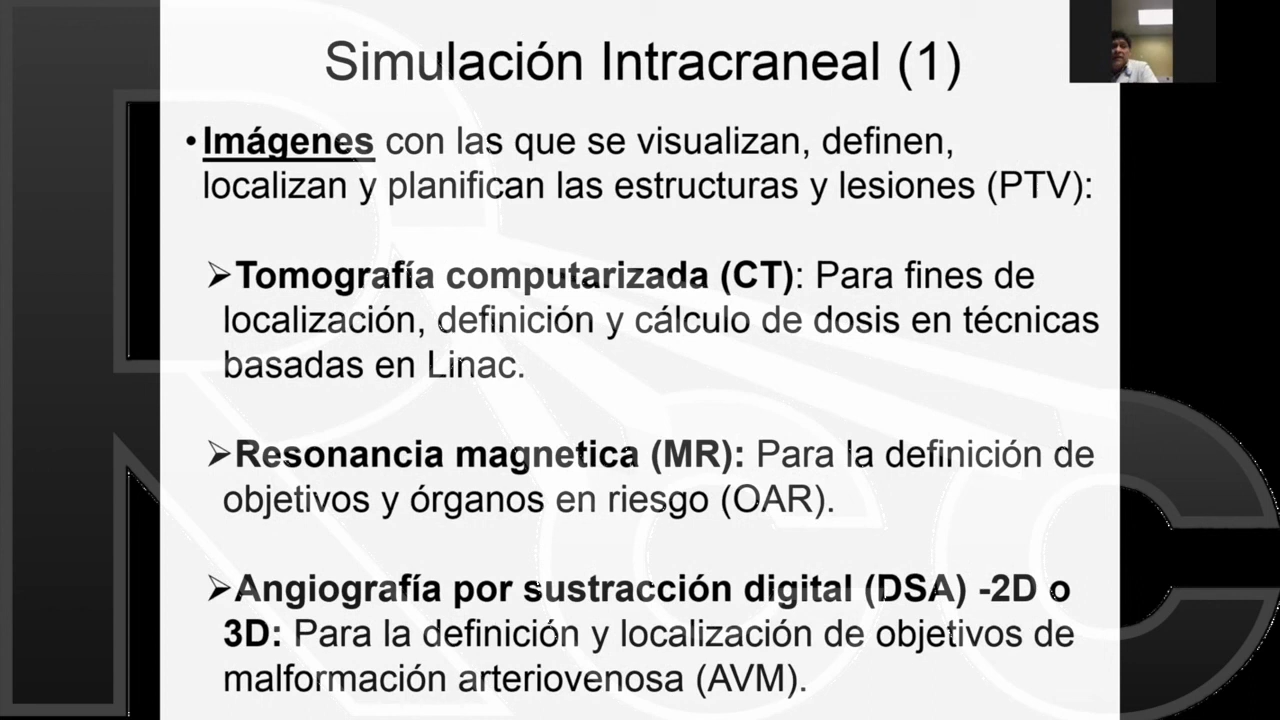 Simulación Intracraneal (1)
• Imágenes con las que se visualizan, definen,
localizan y planifican las estructuras y lesiones (PTV):
➢Tomografía computarizada (CT): Para fines de
localización, definición y cálculo de dosis en técnicas
basadas en Linac.
➢Resonancia magnetica (MR): Para la definición de
objetivos y órganos en riesgo (OAR).
➢Angiografía por sustracción digital (DSA) -2D o
3D: Para la definición y localización de objetivos de
malformación arteriovenosa (AVM).